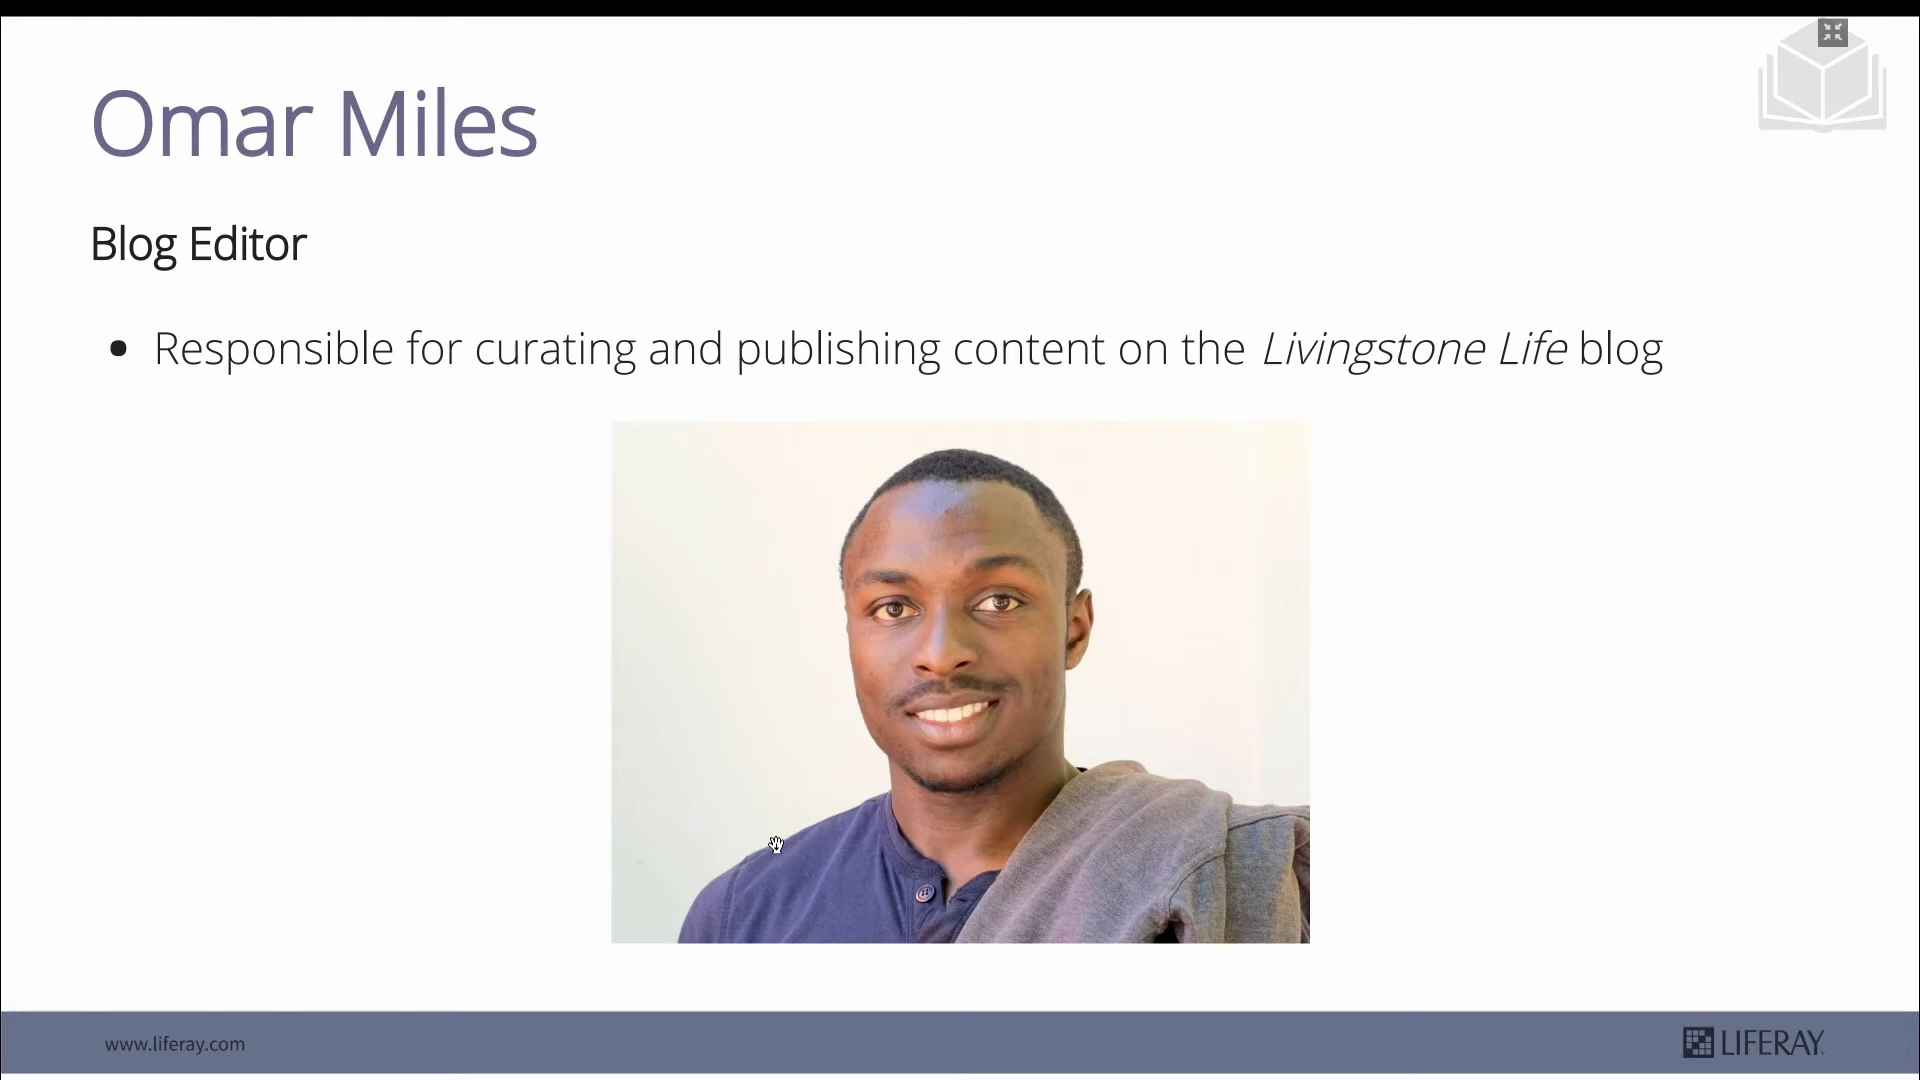 Omar Miles
Blog Editor
• Responsible for curating and publishing content on the Livingstone Life blog
www.liferay.com
LIFERAY